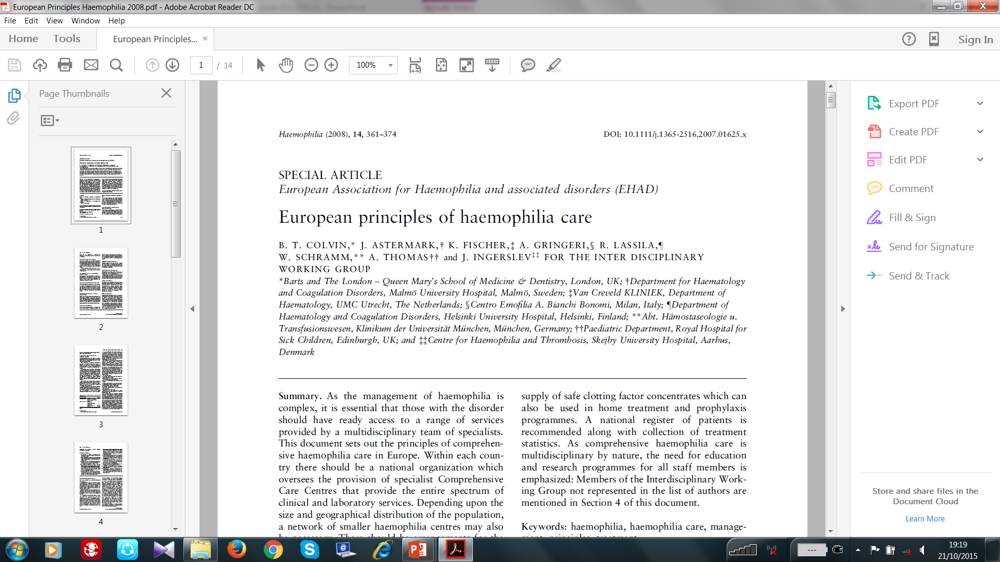 European Principles Haemophilia 2008.pdf - Adobe Acrobat Reader DC
File Edit View Window Help
Home Tools European Principles... × Sign In
1 / 14 100%
Page Thumbnails
1
2
3
4
Haemophilia (2008), 14, 361–374 DOI: 10.1111/j.1365-2516.2007.01625.x
SPECIAL ARTICLE
European Association for Haemophilia and associated disorders (EHAD)
European principles of haemophilia care
B. T. COLVIN,* J. ASTERMARK,† K. FISCHER,‡ A. GRINGERI,§ R. LASSILA,¶
W. SCHRAMM,** A. THOMAS†† and J. INGERSLEV‡‡ FOR THE INTER DISCIPLINARY
WORKING GROUP
*Barts and The London – Queen Mary's School of Medicine & Dentistry, London, UK; †Department for Haematology
and Coagulation Disorders, Malmö University Hospital, Malmö, Sweden; ‡Van Creveld KLINIEK, Department of
Haematology, UMC Utrecht, The Netherlands; §Centro Emofilia A. Bianchi Bonomi, Milan, Italy; ¶Department of
Haematology and Coagulation Disorders, Helsinki University Hospital, Helsinki, Finland; **Abt. Hämostaseologie u.
Transfusionswesen, Klinikum der Universität München, München, Germany; ††Paediatric Department, Royal Hospital for
Sick Children, Edinburgh, UK; and ‡‡Centre for Haemophilia and Thrombosis, Skejby University Hospital, Aarhus,
Denmark
Summary. As the management of haemophilia is
complex, it is essential that those with the disorder
should have ready access to a range of services
provided by a multidisciplinary team of specialists.
This document sets out the principles of comprehen-
sive haemophilia care in Europe. Within each coun-
try there should be a national organization which
oversees the provision of specialist Comprehensive
Care Centres that provide the entire spectrum of
clinical and laboratory services. Depending upon the
size and geographical distribution of the population,
a network of smaller haemophilia centres may also
supply of safe clotting factor concentrates which can
also be used in home treatment and prophylaxis
programmes. A national register of patients is
recommended along with collection of treatment
statistics. As comprehensive haemophilia care is
multidisciplinary by nature, the need for education
and research programmes for all staff members is
emphasized: Members of the Interdisciplinary Work-
ing Group not represented in the list of authors are
mentioned in Section 4 of this document.
Keywords: haemophilia, haemophilia care, manage-
Export PDF
Create PDF
Edit PDF
Comment
Fill & Sign
Send for Signature
Send & Track
Store and share files in the
Document Cloud
Learn More
19:19
21/10/2015